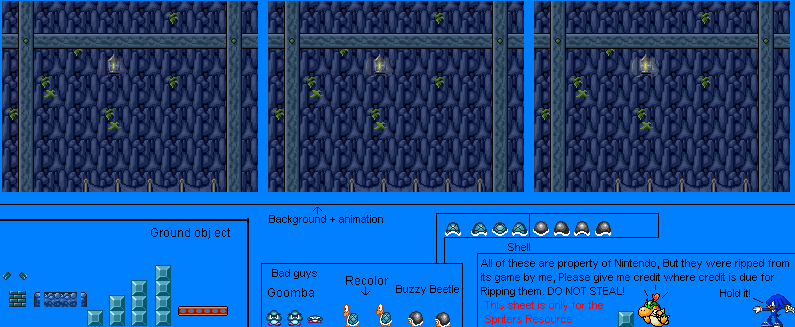 Background + animation
Ground object
Shell
Bad guys
Goomba
Recolor
Buzzy Beetle
All of these are property of Nintendo, But they were ripped from
its game by me, Please give me credit where credit is due for
Ripping them. DO NOT STEAL!
This sheet is only for the
Spriters Resource
Hold it!